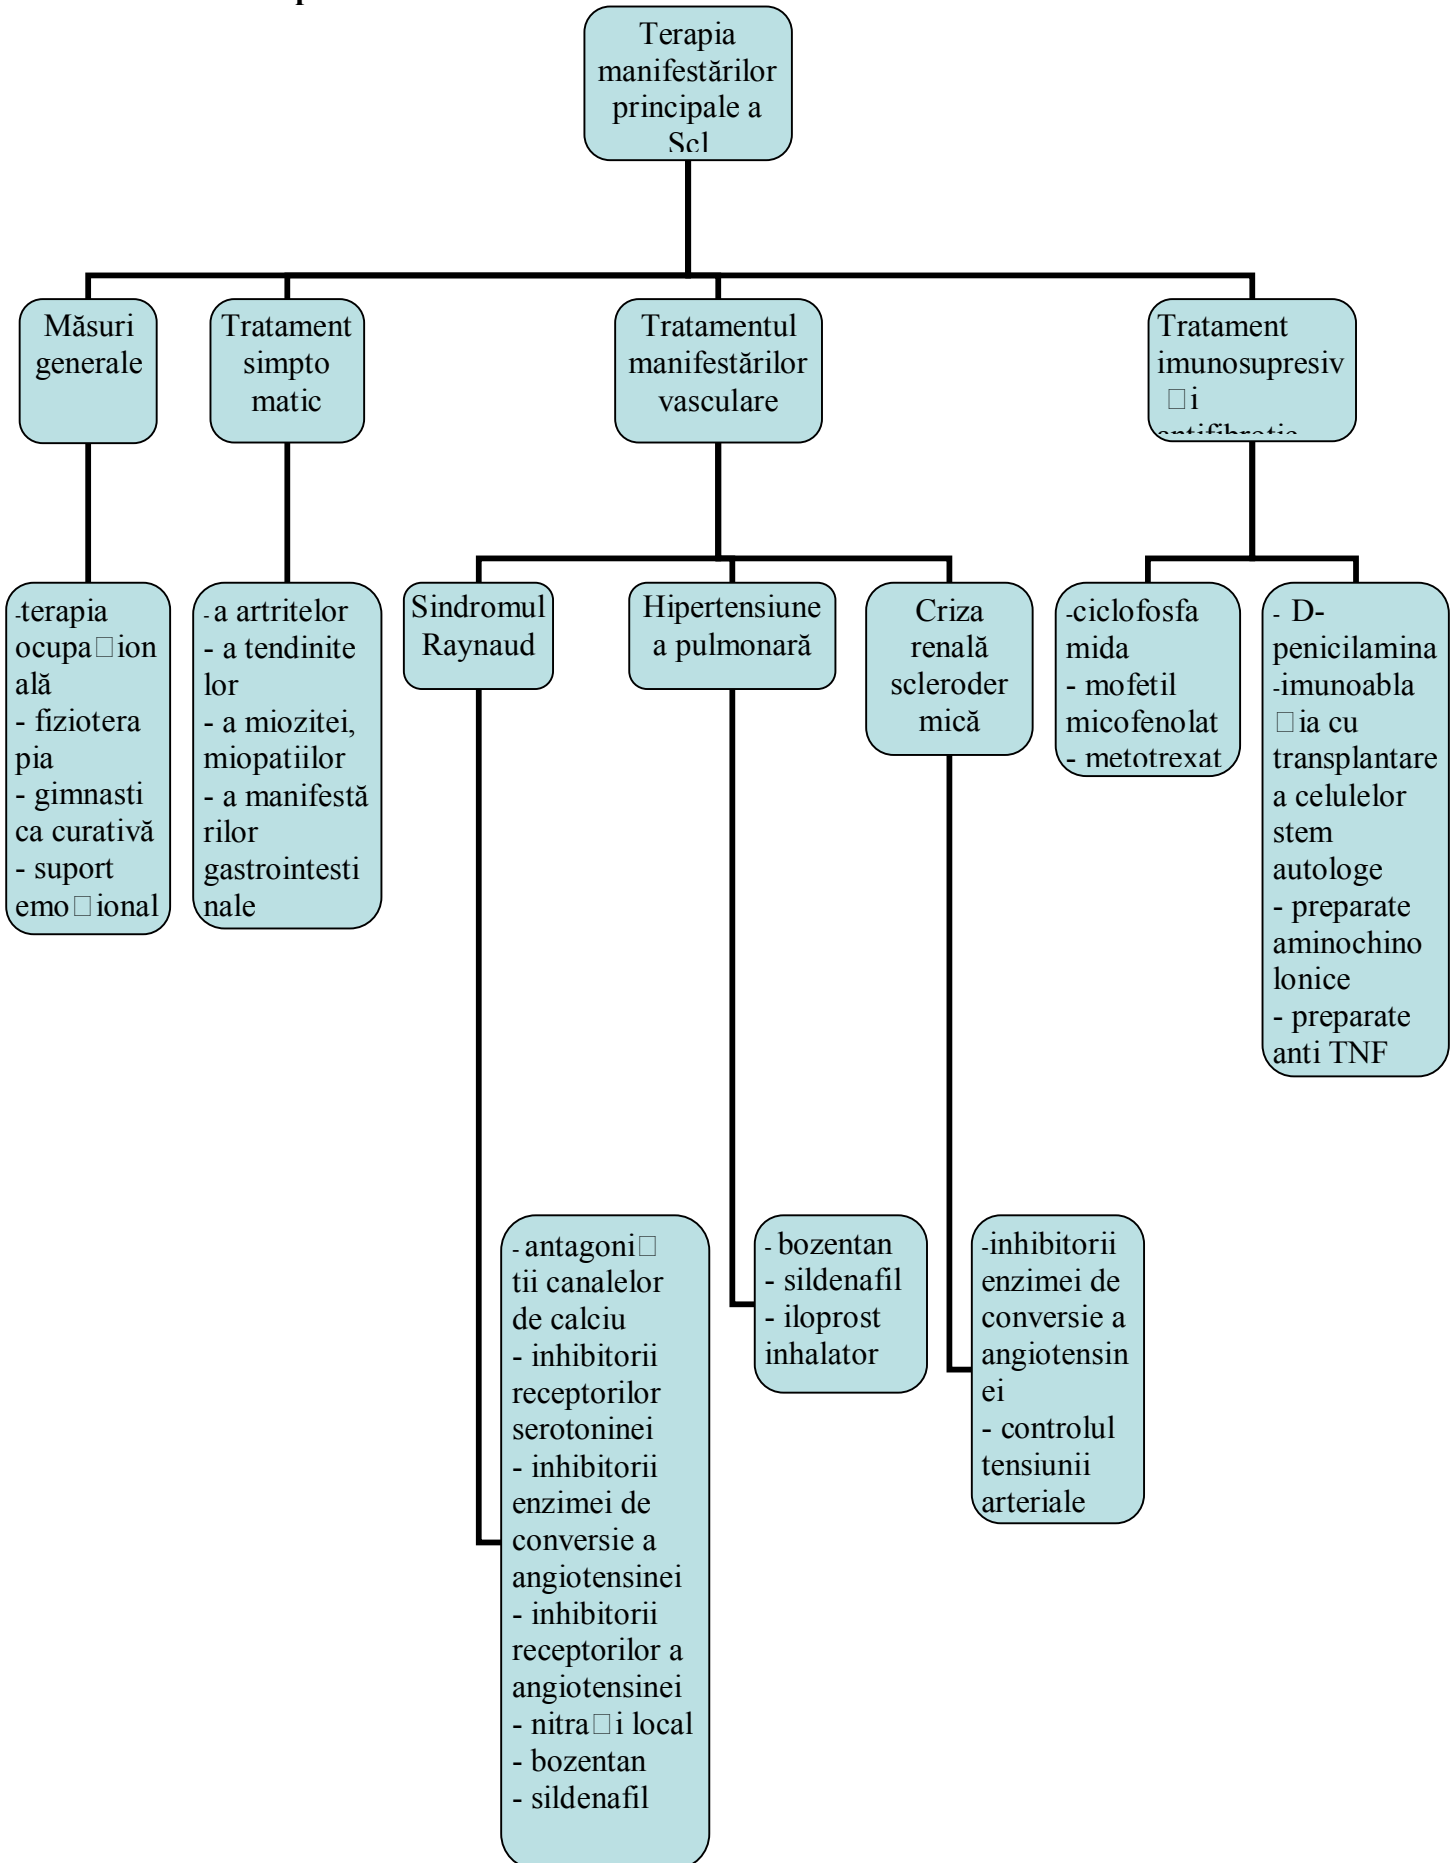 Terapia
manifestărilor
principale a
Scl
Măsuri
generale
Tratament
simpto
matic
Tratamentul
manifestărilor
vasculare
Tratament
imunosupresiv
□i
antifibrotic
-terapia
ocupa□ion
ală
- fiziotera
pia
- gimnasti
ca curativă
- suport
emo□ional
- a artritelor
- a tendinite
lor
- a miozitei,
miopatiilor
- a manifestă
rilor
gastrointesti
nale
Sindromul
Raynaud
Hipertensiune
a pulmonară
Criza
renală
scleroder
mică
-ciclofosfa
mida
- mofetil
micofenolat
- metotrexat
- D-
penicilamina
-imunoabla
□ia cu
transplantare
a celulelor
stem
autologe
- preparate
aminochino
lonice
- preparate
anti TNF
- antagoni□
tii canalelor
de calciu
- inhibitorii
receptorilor
serotoninei
- inhibitorii
enzimei de
conversie a
angiotensinei
- inhibitorii
receptorilor a
angiotensinei
- nitra□i local
- bozentan
- sildenafil
- bozentan
- sildenafil
- iloprost
inhalator
-inhibitorii
enzimei de
conversie a
angiotensin
ei
- controlul
tensiunii
arteriale